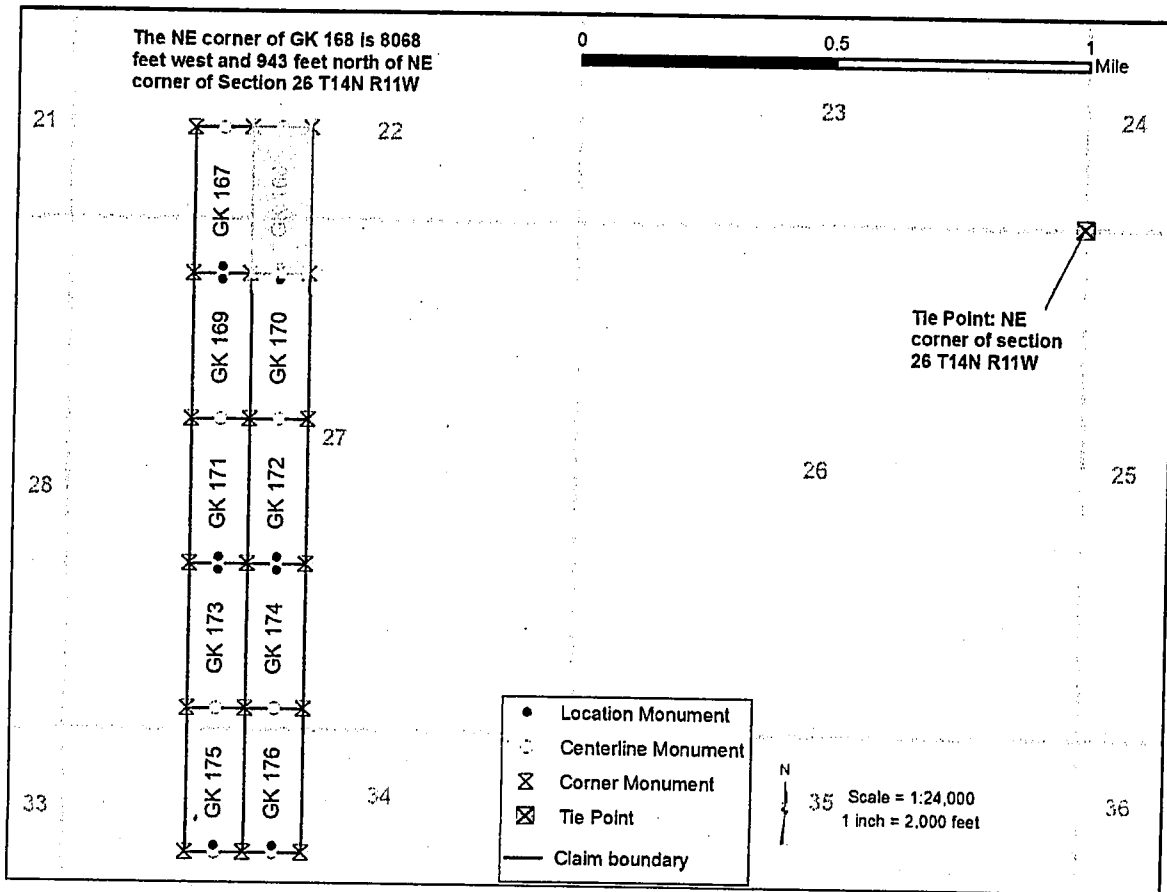 The NE corner of GK 168 is 8068
feet west and 943 feet north of NE
corner of Section 26 T14N R11W
0
0.5
1
Mile
21
22
23
24
GK 167
GK 169
GK 170
Tie Point: NE
corner of section
26 T14N R11W
28
27
26
25
GK 171
GK 172
GK 173
GK 174
GK 175
GK 176
33
34
35
36
Location Monument
Centerline Monument
Corner Monument
Tie Point
Claim boundary
N
Scale = 1:24,000
1 inch = 2,000 feet